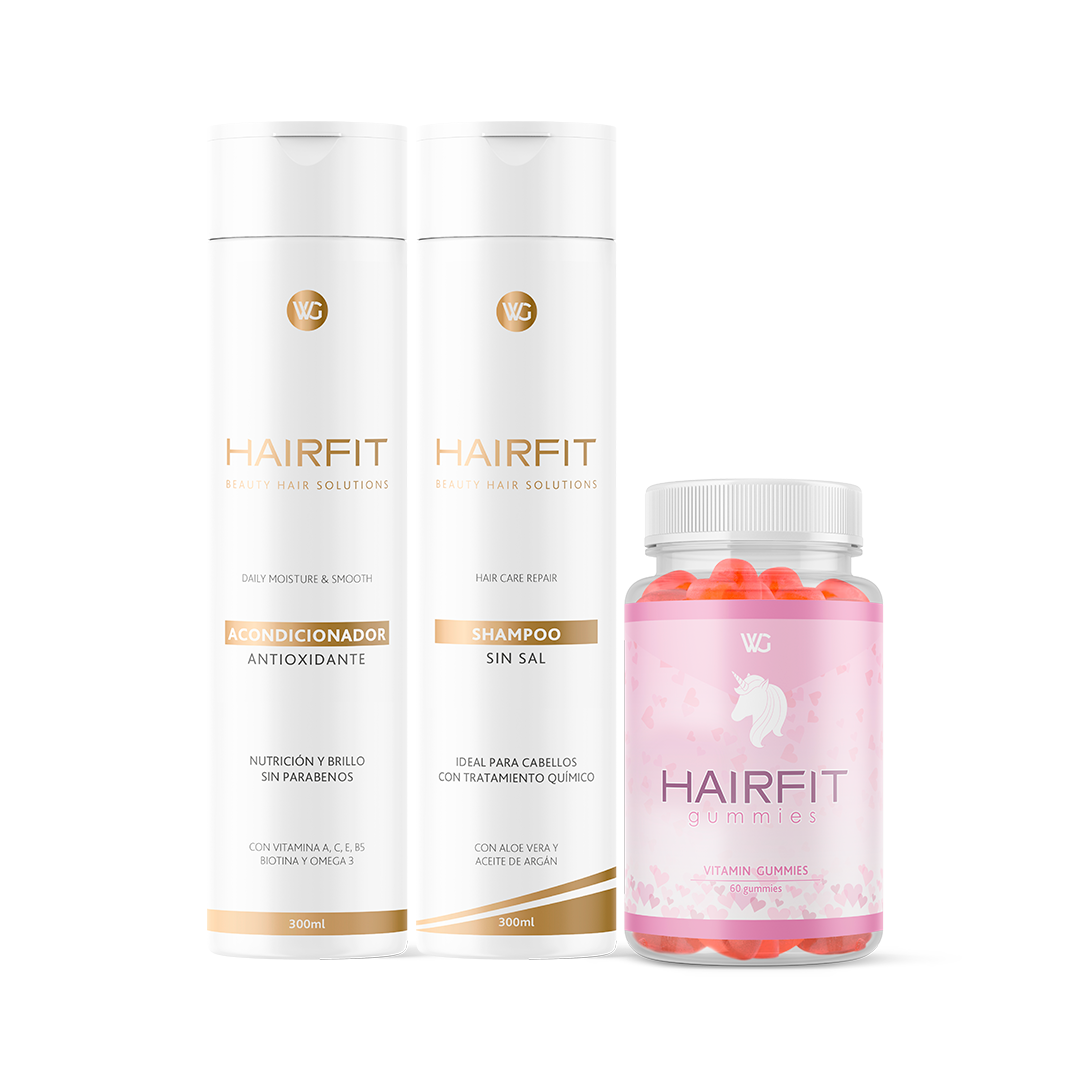 WG
HAIRFIT
BEAUTY HAIR SOLUTIONS
DAILY MOISTURE & SMOOTH
ACONDICIONADOR
ANTIOXIDANTE
NUTRICIÓN Y BRILLO
SIN PARABENOS
CON VITAMINA A, C, E, B5
BIOTINA Y OMEGA 3
300ml
WG
HAIRFIT
BEAUTY HAIR SOLUTIONS
HAIR CARE REPAIR
SHAMPOO
SIN SAL
IDEAL PARA CABELLOS
CON TRATAMIENTO QUÍMICO
CON ALOE VERA Y
ACEITE DE ARGÁN
300ml
WG
HAIRFIT
gummies
VITAMIN GUMMIES
60 gummies